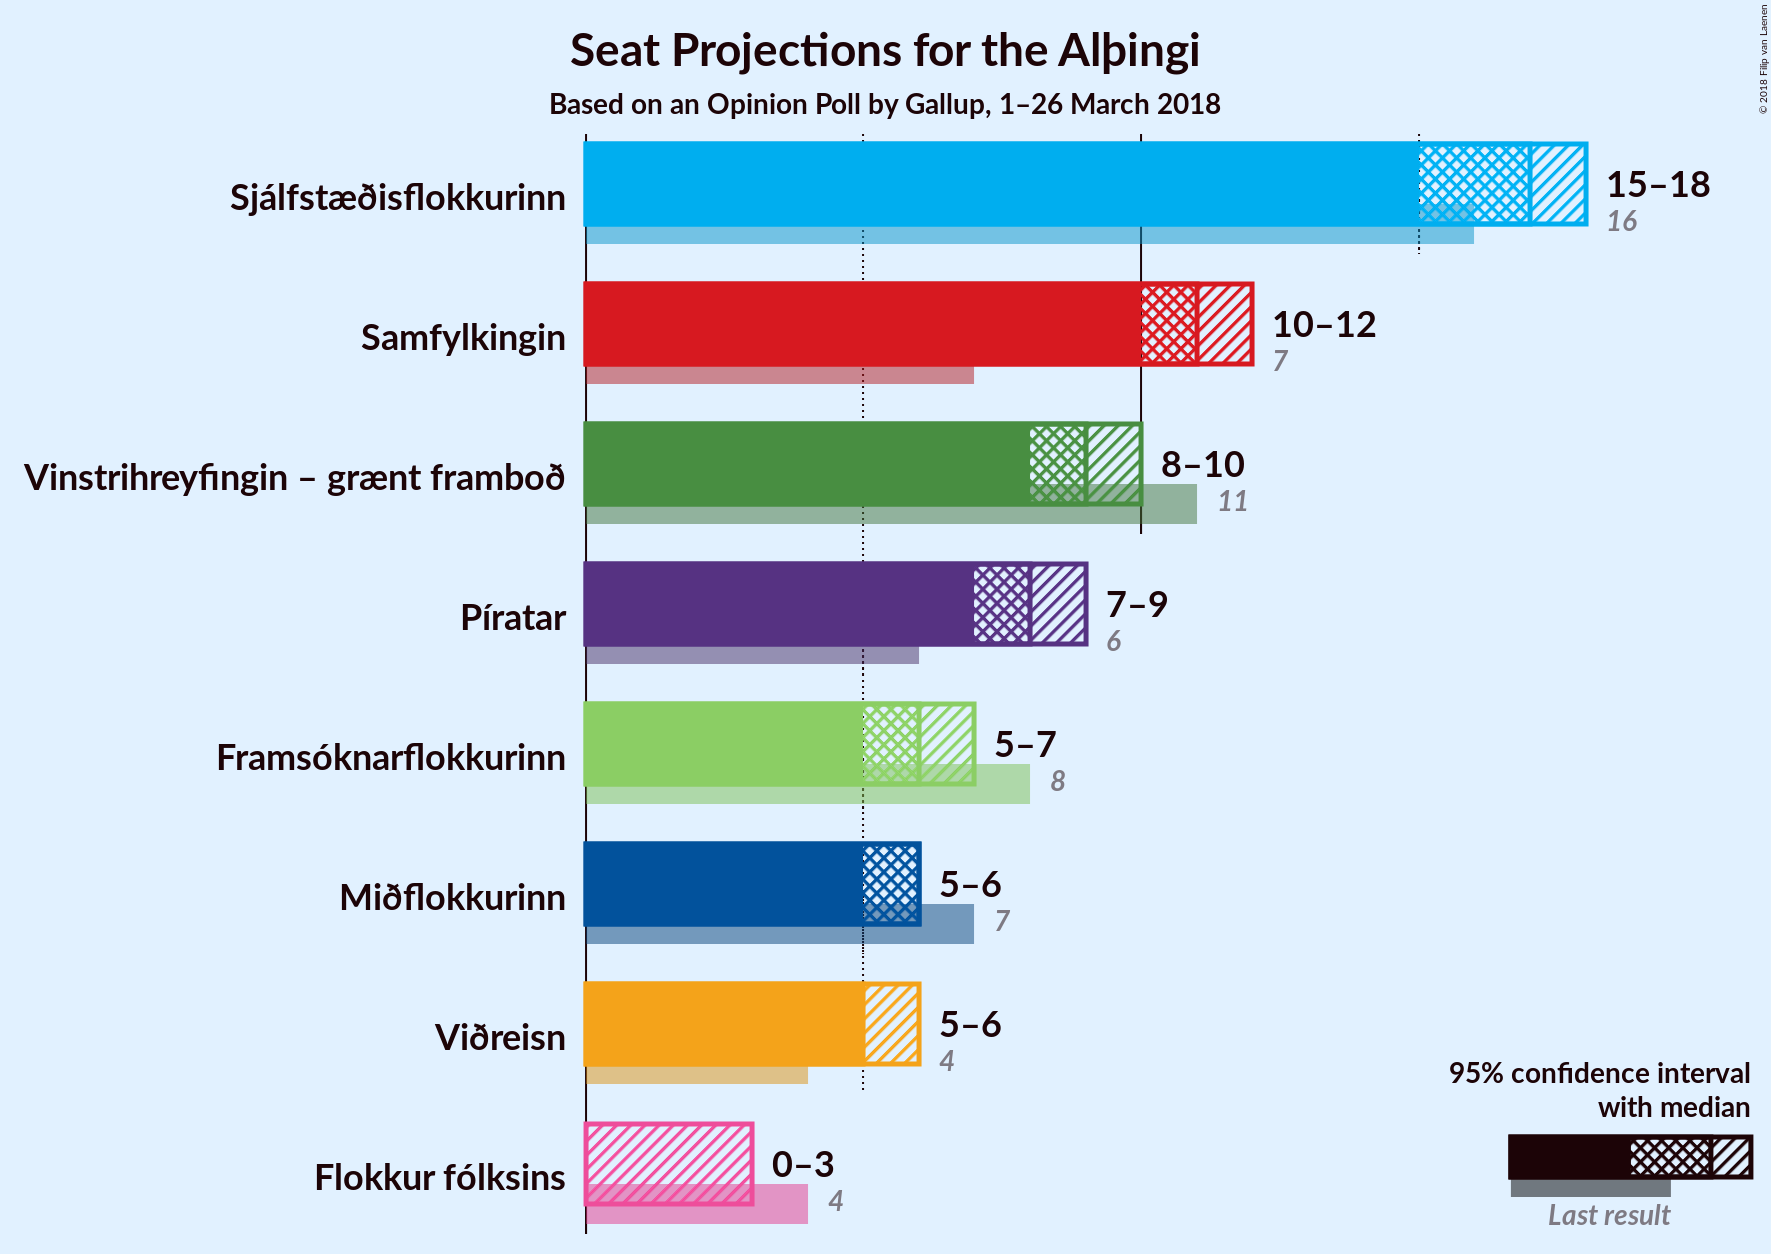 Seat Projections for the Alþingi
Based on an Opinion Poll by Gallup, 1–26 March 2018
© 2018 Filip van Laenen
Sjálfstæðisflokkurinn
15–18
16
Samfylkingin
10–12
7
Vinstrihreyfingin – grænt framboð
8–10
11
Píratar
7–9
6
Framsóknarflokkurinn
5–7
8
Miðflokkurinn
5–6
7
Viðreisn
5–6
4
Flokkur fólksins
0–3
4
95% confidence interval
with median
Last result